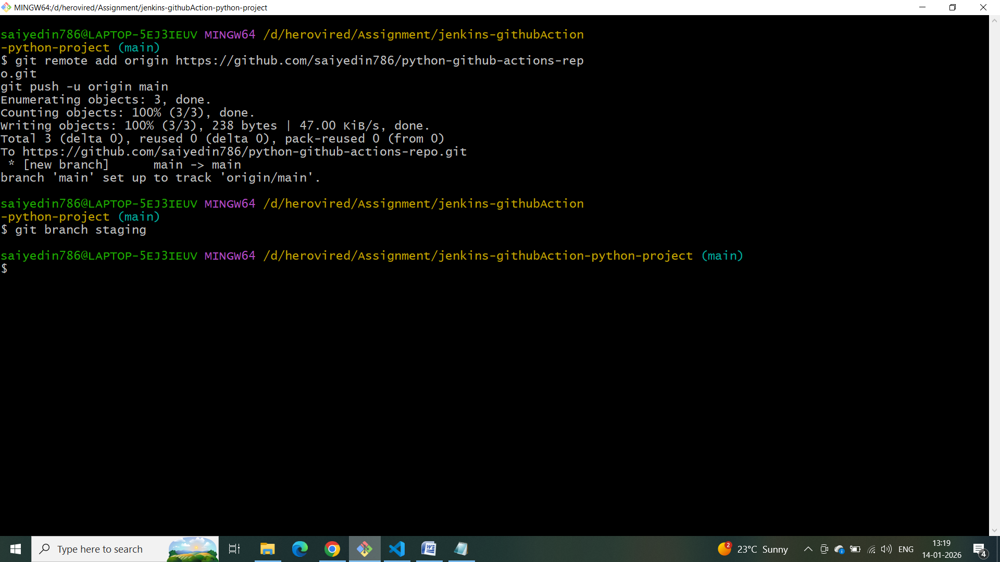 MINGW64:/d/herovired/Assignment/jenkins-githubAction-python-project
saiyedin786@LAPTOP-5EJ3IEUV MINGW64 /d/herovired/Assignment/jenkins-githubAction
-python-project (main)
$ git remote add origin https://github.com/saiyedin786/python-github-actions-rep
o.git
git push -u origin main
Enumerating objects: 3, done.
Counting objects: 100% (3/3), done.
Writing objects: 100% (3/3), 238 bytes | 47.00 KiB/s, done.
Total 3 (delta 0), reused 0 (delta 0), pack-reused 0 (from 0)
To https://github.com/saiyedin786/python-github-actions-repo.git
 * [new branch]      main -> main
branch 'main' set up to track 'origin/main'.
saiyedin786@LAPTOP-5EJ3IEUV MINGW64 /d/herovired/Assignment/jenkins-githubAction
-python-project (main)
$ git branch staging
saiyedin786@LAPTOP-5EJ3IEUV MINGW64 /d/herovired/Assignment/jenkins-githubAction-python-project (main)
$
Type here to search
2
23°C Sunny
ENG
13:19
14-01-2026
4